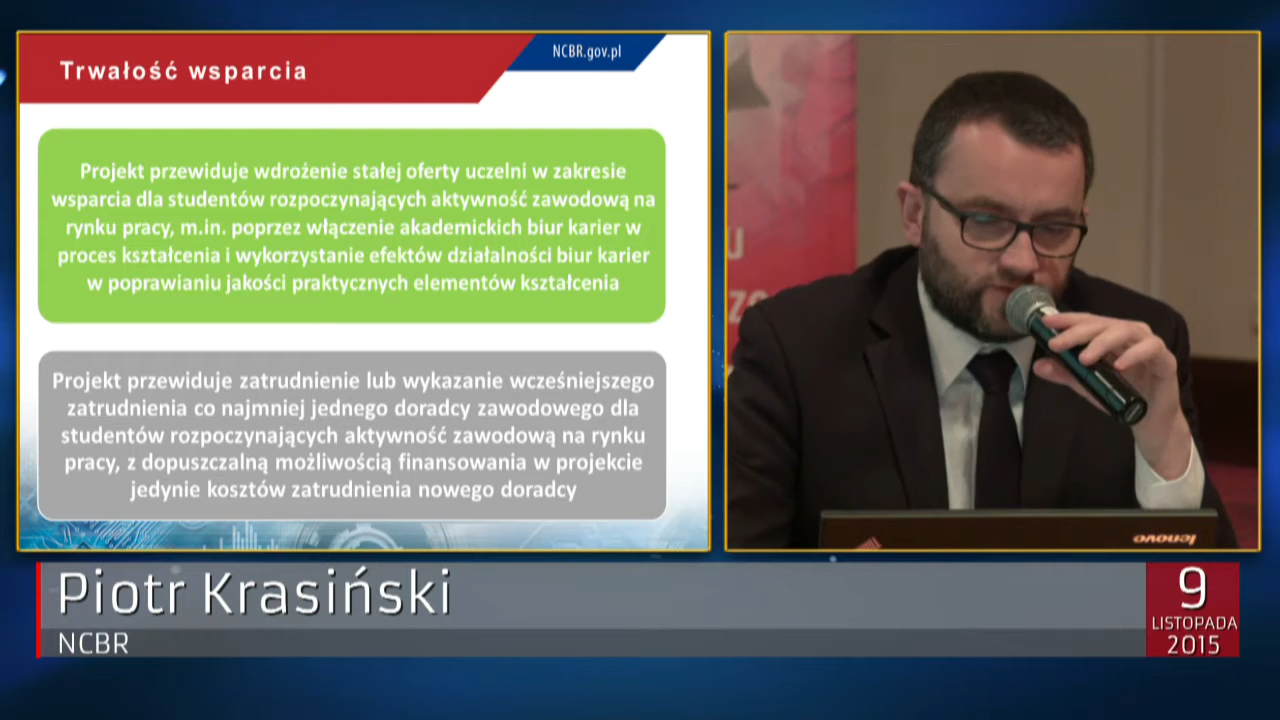 Trwałość wsparcia
NCBR.gov.pl
Projekt przewiduje wdrożenie stałej oferty uczelni w zakresie
wsparcia dla studentów rozpoczynających aktywność zawodową na
rynku pracy, m.in. poprzez włączenie akademickich biur karier w
proces kształcenia i wykorzystanie efektów działalności biur karier
w poprawianiu jakości praktycznych elementów kształcenia
Projekt przewiduje zatrudnienie lub wykazanie wcześniejszego
zatrudnienia co najmniej jednego doradcy zawodowego dla
studentów rozpoczynających aktywność zawodową na rynku
pracy, z dopuszczalną możliwością finansowania w projekcie
jedynie kosztów zatrudnienia nowego doradcy
lenovo
Piotr Krasiński
NCBR
9
LISTOPADA
2015